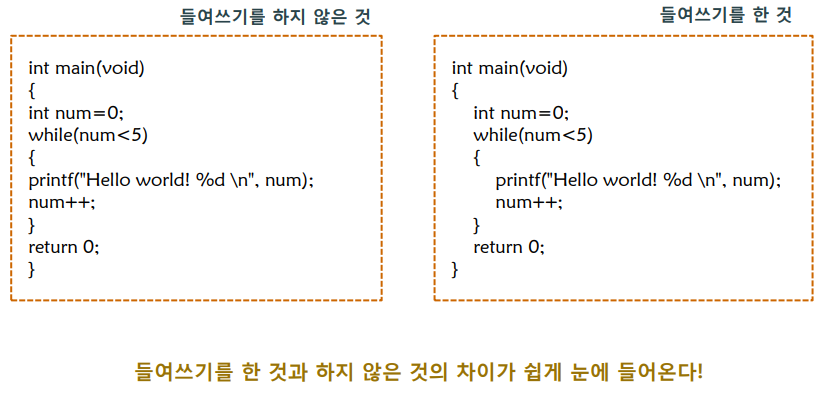 들여쓰기를 하지 않은 것
int main(void)
{
int num=0;
while(num<5)
{
printf("Hello world! %d \n", num);
num++;
}
return 0;
}
들여쓰기를 한 것
int main(void)
{
    int num=0;
    while(num<5)
    {
        printf("Hello world! %d \n", num);
        num++;
    }
    return 0;
}
들여쓰기를 한 것과 하지 않은 것의 차이가 쉽게 눈에 들어온다!